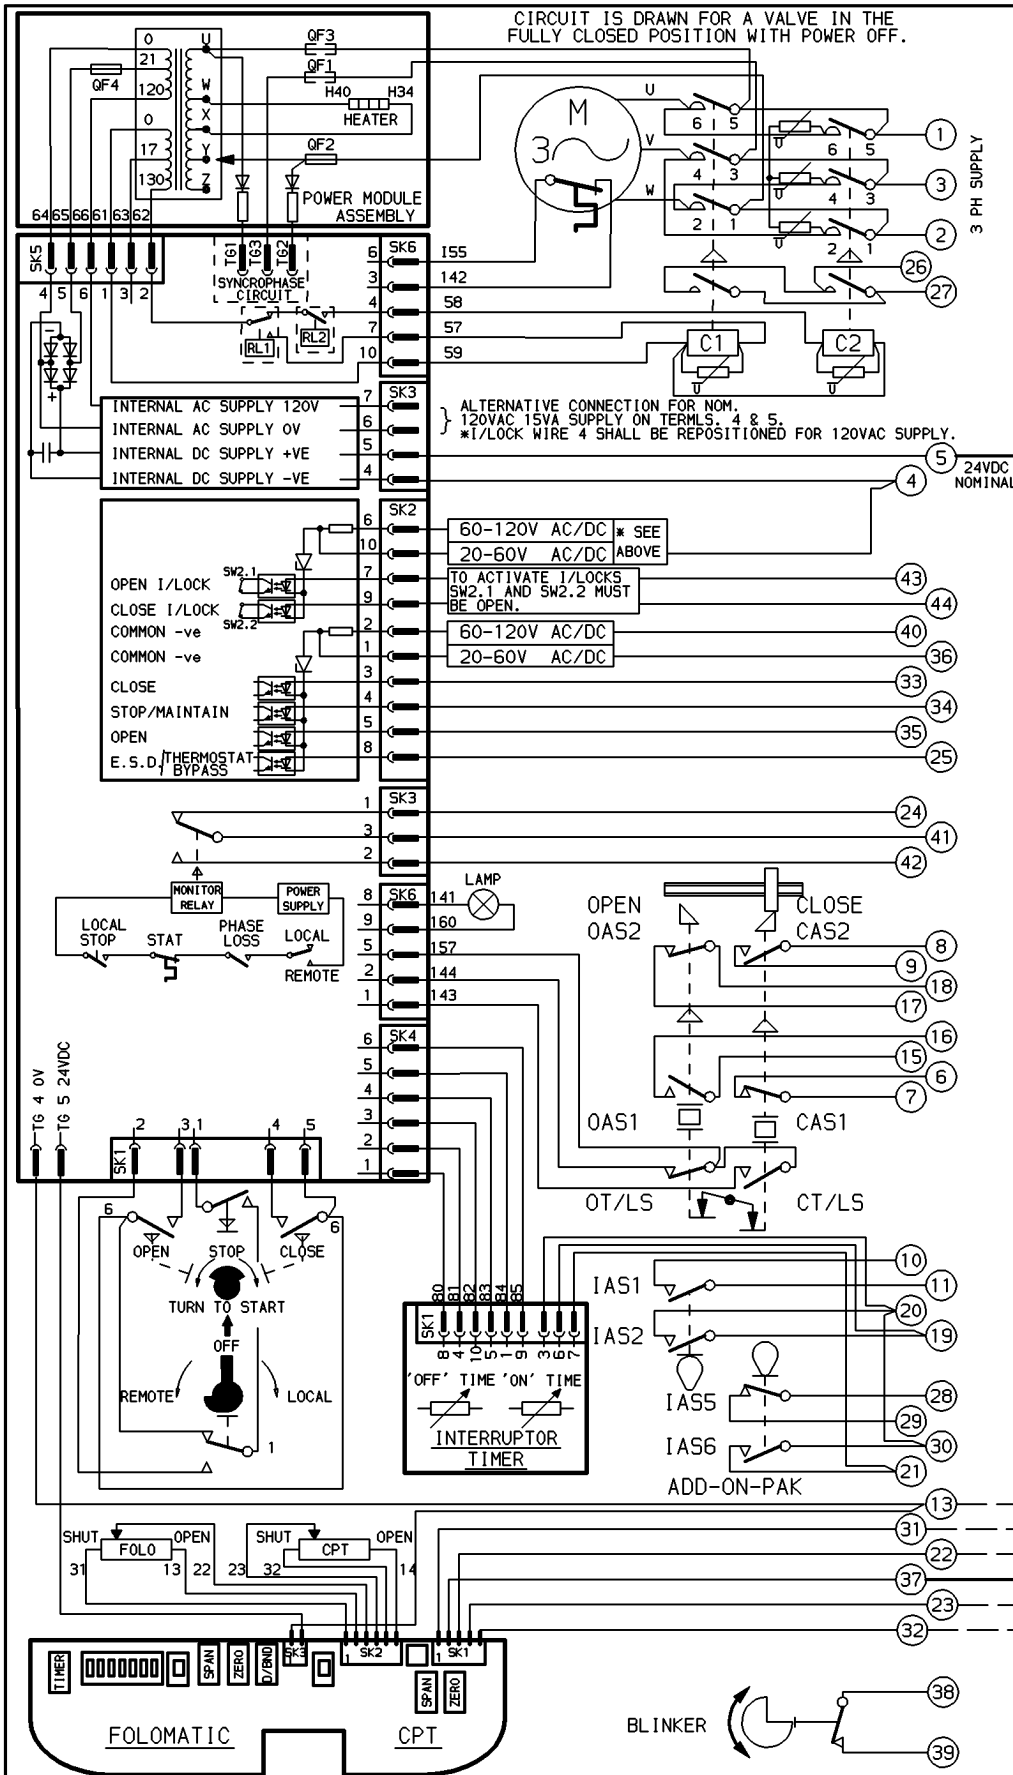 CIRCUIT IS DRAWN FOR A VALVE IN THE
FULLY CLOSED POSITION WITH POWER OFF.
0
21
120
0
17
130
U
W
X
Y
Z
QF3
QF1
QF4
H40 H34
HEATER
QF2
POWER MODULE
ASSEMBLY
64 65 66 61 63 62
M
3
U
V
W
6 5
4 3
2 1
6 5
4 3
2 1
1
3
2
3 PH SUPPLY
26
27
SK5
4 5 6 1 3 2
TG1 TG3 TG2
SYNCROPHASE
CIRCUIT
RL1
RL2
SK6
6 I55
3 142
4 58
7 57
10 59
C1
C2
U
U
U
U
U
-
+
SK3
INTERNAL AC SUPPLY 120V 7
INTERNAL AC SUPPLY 0V 6
INTERNAL DC SUPPLY +VE 5
INTERNAL DC SUPPLY -VE 4
} ALTERNATIVE CONNECTION FOR NOM.
120VAC 15VA SUPPLY ON TERMLS. 4 & 5.
*I/LOCK WIRE 4 SHALL BE REPOSITIONED FOR 120VAC SUPPLY.
5
24VDC
NOMINAL
4
SK2
6
10
60-120V AC/DC
20-60V AC/DC
* SEE
ABOVE
OPEN I/LOCK SW2.1 7
CLOSE I/LOCK SW2.2 9
TO ACTIVATE I/LOCKS
SW2.1 AND SW2.2 MUST
BE OPEN.
43
44
COMMON -ve 2
COMMON -ve 1
60-120V AC/DC
20-60V AC/DC
40
36
CLOSE 3 33
STOP/MAINTAIN 4 34
OPEN 5 35
E.S.D/THERMOSTAT
BYPASS 8 25
SK3
1 24
3 41
2 42
MONITOR
RELAY
POWER
SUPPLY
LOCAL
STOP
STAT
PHASE
LOSS
LOCAL
REMOTE
SK6
8 141
9 160
5 157
2 144
1 143
LAMP
OPEN
OAS2
CLOSE
CAS2
8
9
18
17
16
15
6
7
OAS1
CAS1
OT/LS
CT/LS
SK4
6
5
4
3
2
1
TG 4 0V
TG 5 24VDC
SK1
2 3 1 4 5
6
6
OPEN
STOP
CLOSE
TURN TO START
OFF
REMOTE
LOCAL
1
80 81 82 83 84 85
SK1
8 4 10 5 1 9 3 6 7
'OFF' TIME 'ON' TIME
INTERRUPTOR
TIMER
IAS1
IAS2
IAS5
IAS6
ADD-ON-PAK
10
11
20
19
28
29
30
21
13
31
22
37
23
32
SHUT
FOLO
OPEN
31 13 22
SHUT
CPT
OPEN
23 32 14
TIMER
SPAN
ZERO
D/BND
SK3
1
SK2
1
SK1
SPAN
ZERO
FOLOMATIC
CPT
BLINKER
38
39